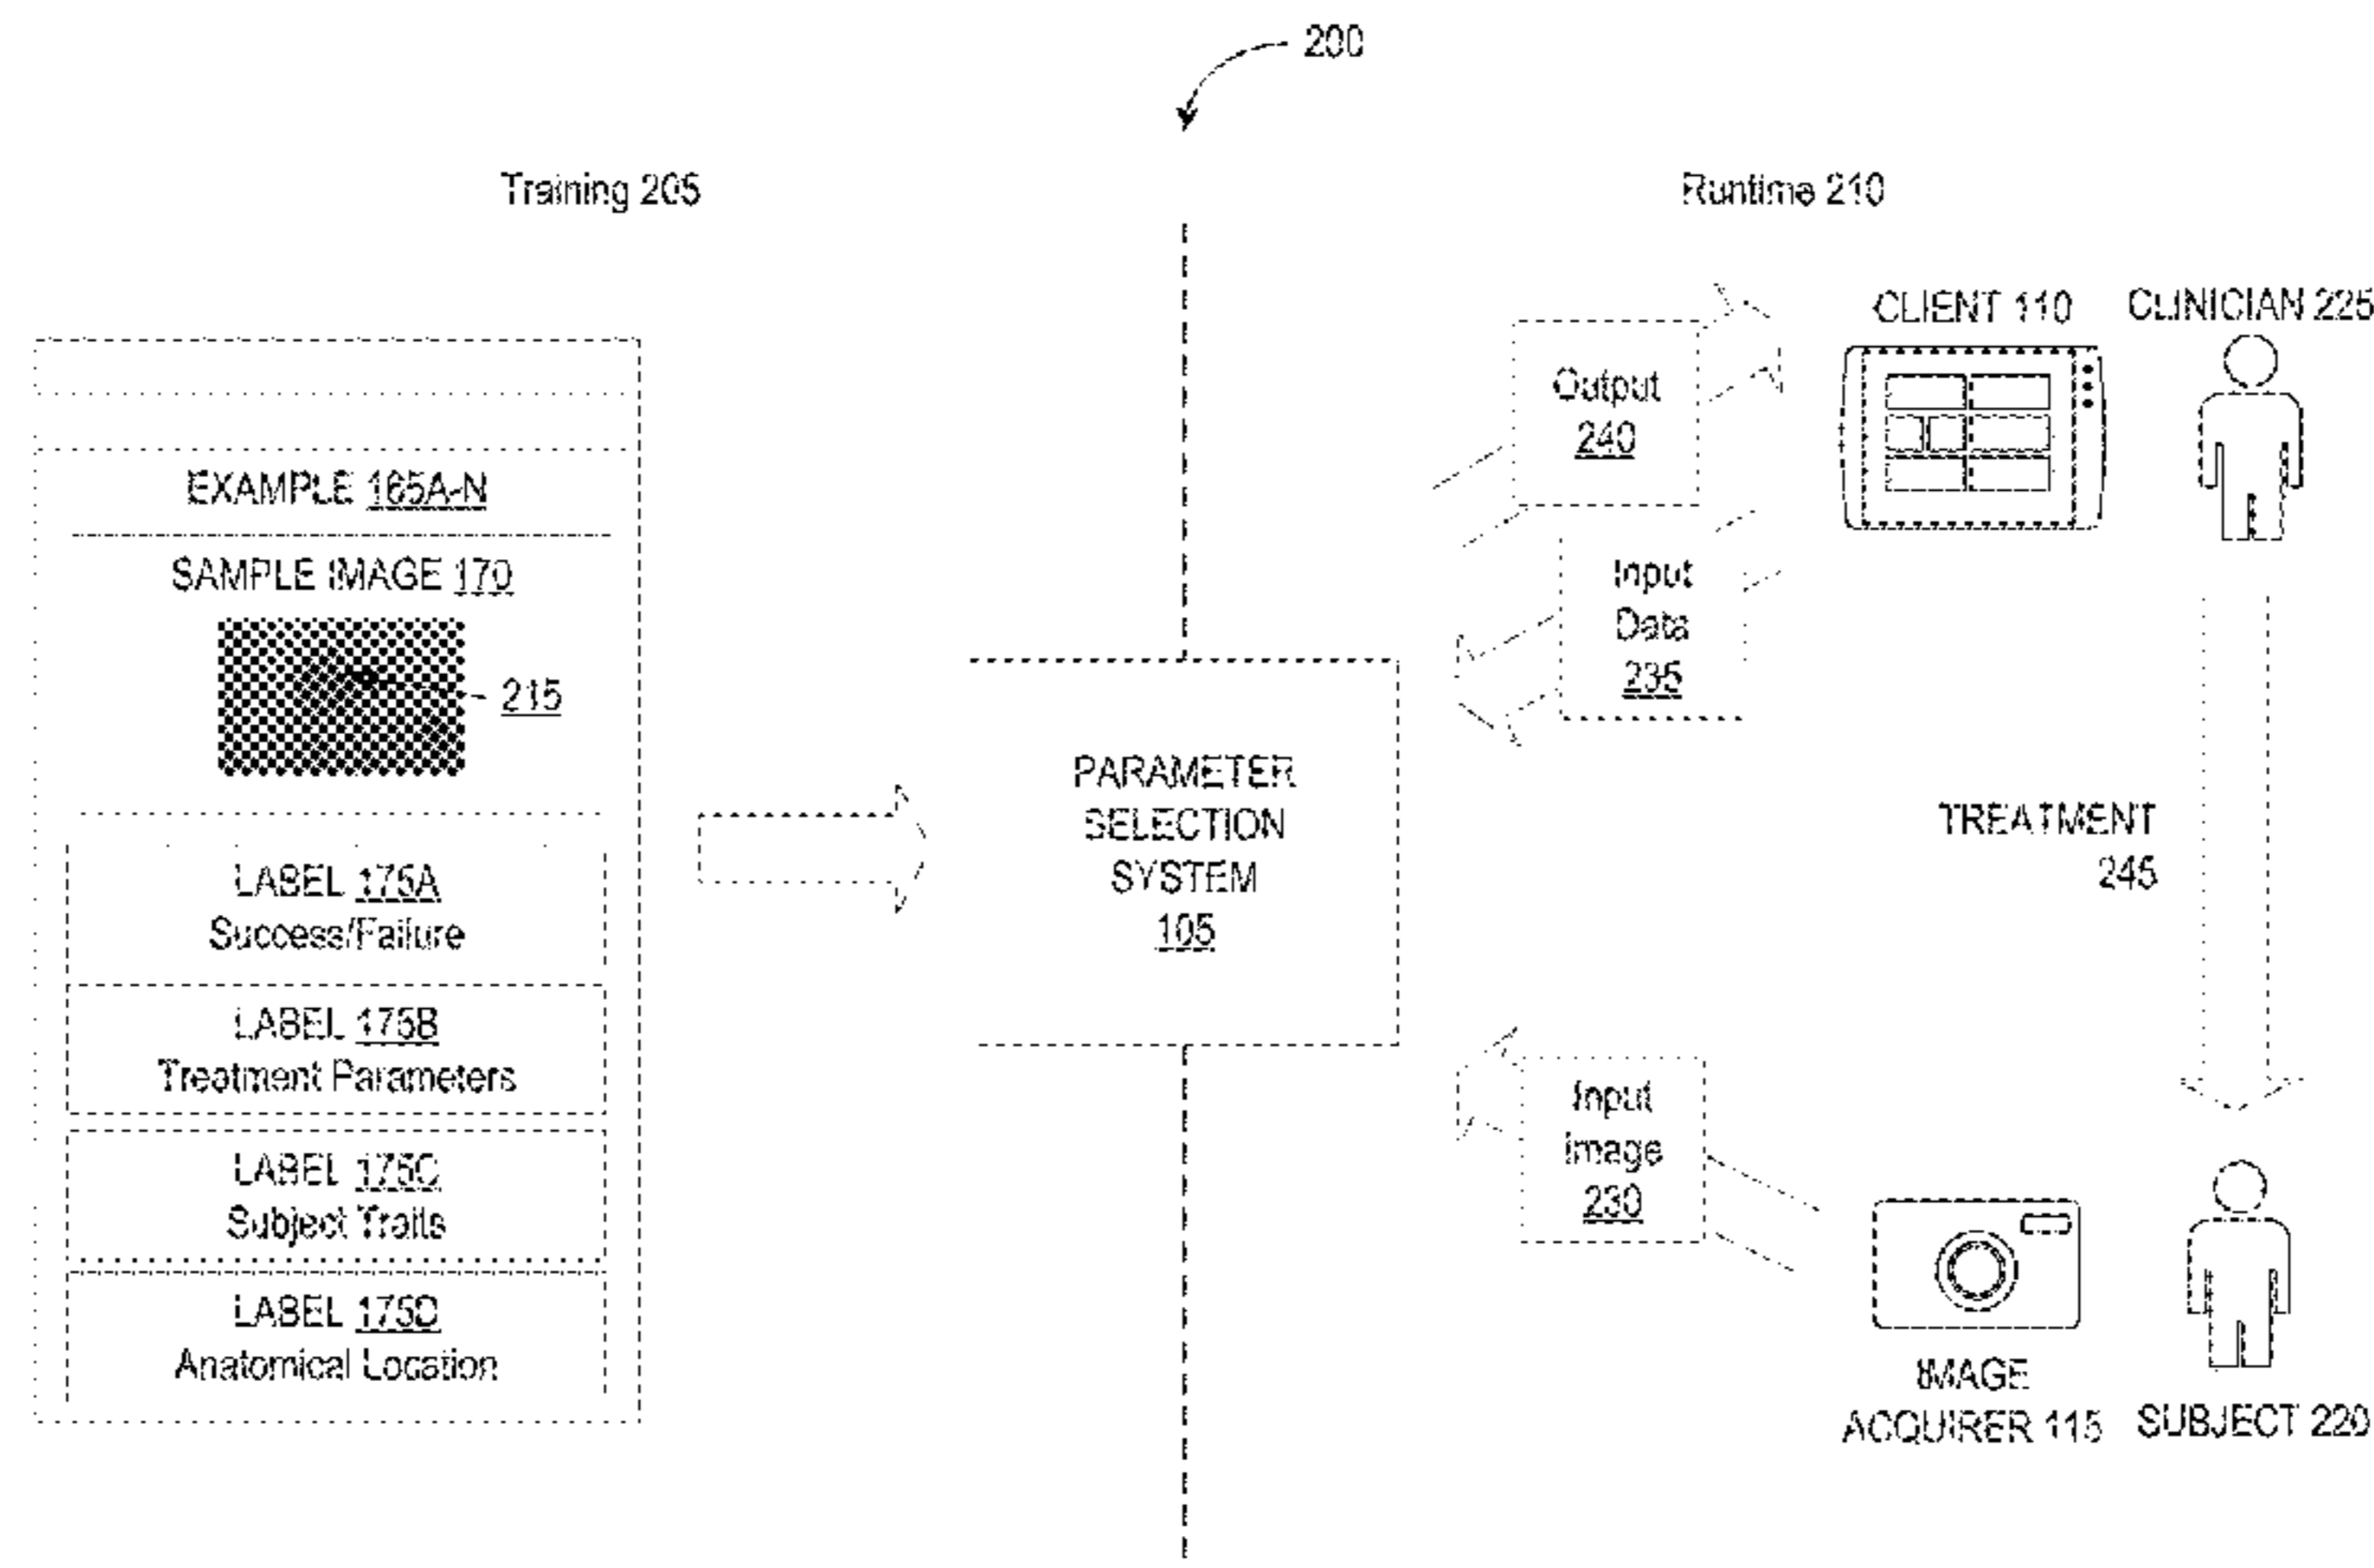 200
Training 205
Runtime 210
EXAMPLE 165A-N
SAMPLE IMAGE 170
215
LABEL 175A
Success/Failure
LABEL 175B
Treatment Parameters
LABEL 175C
Subject Traits
LABEL 175D
Anatomical Location
PARAMETER
SELECTION
SYSTEM
105
Output
240
Input
Data
235
CLIENT 110
CLINICIAN 225
TREATMENT
245
Input
Image
230
IMAGE
ACQUIRER 115
SUBJECT 220